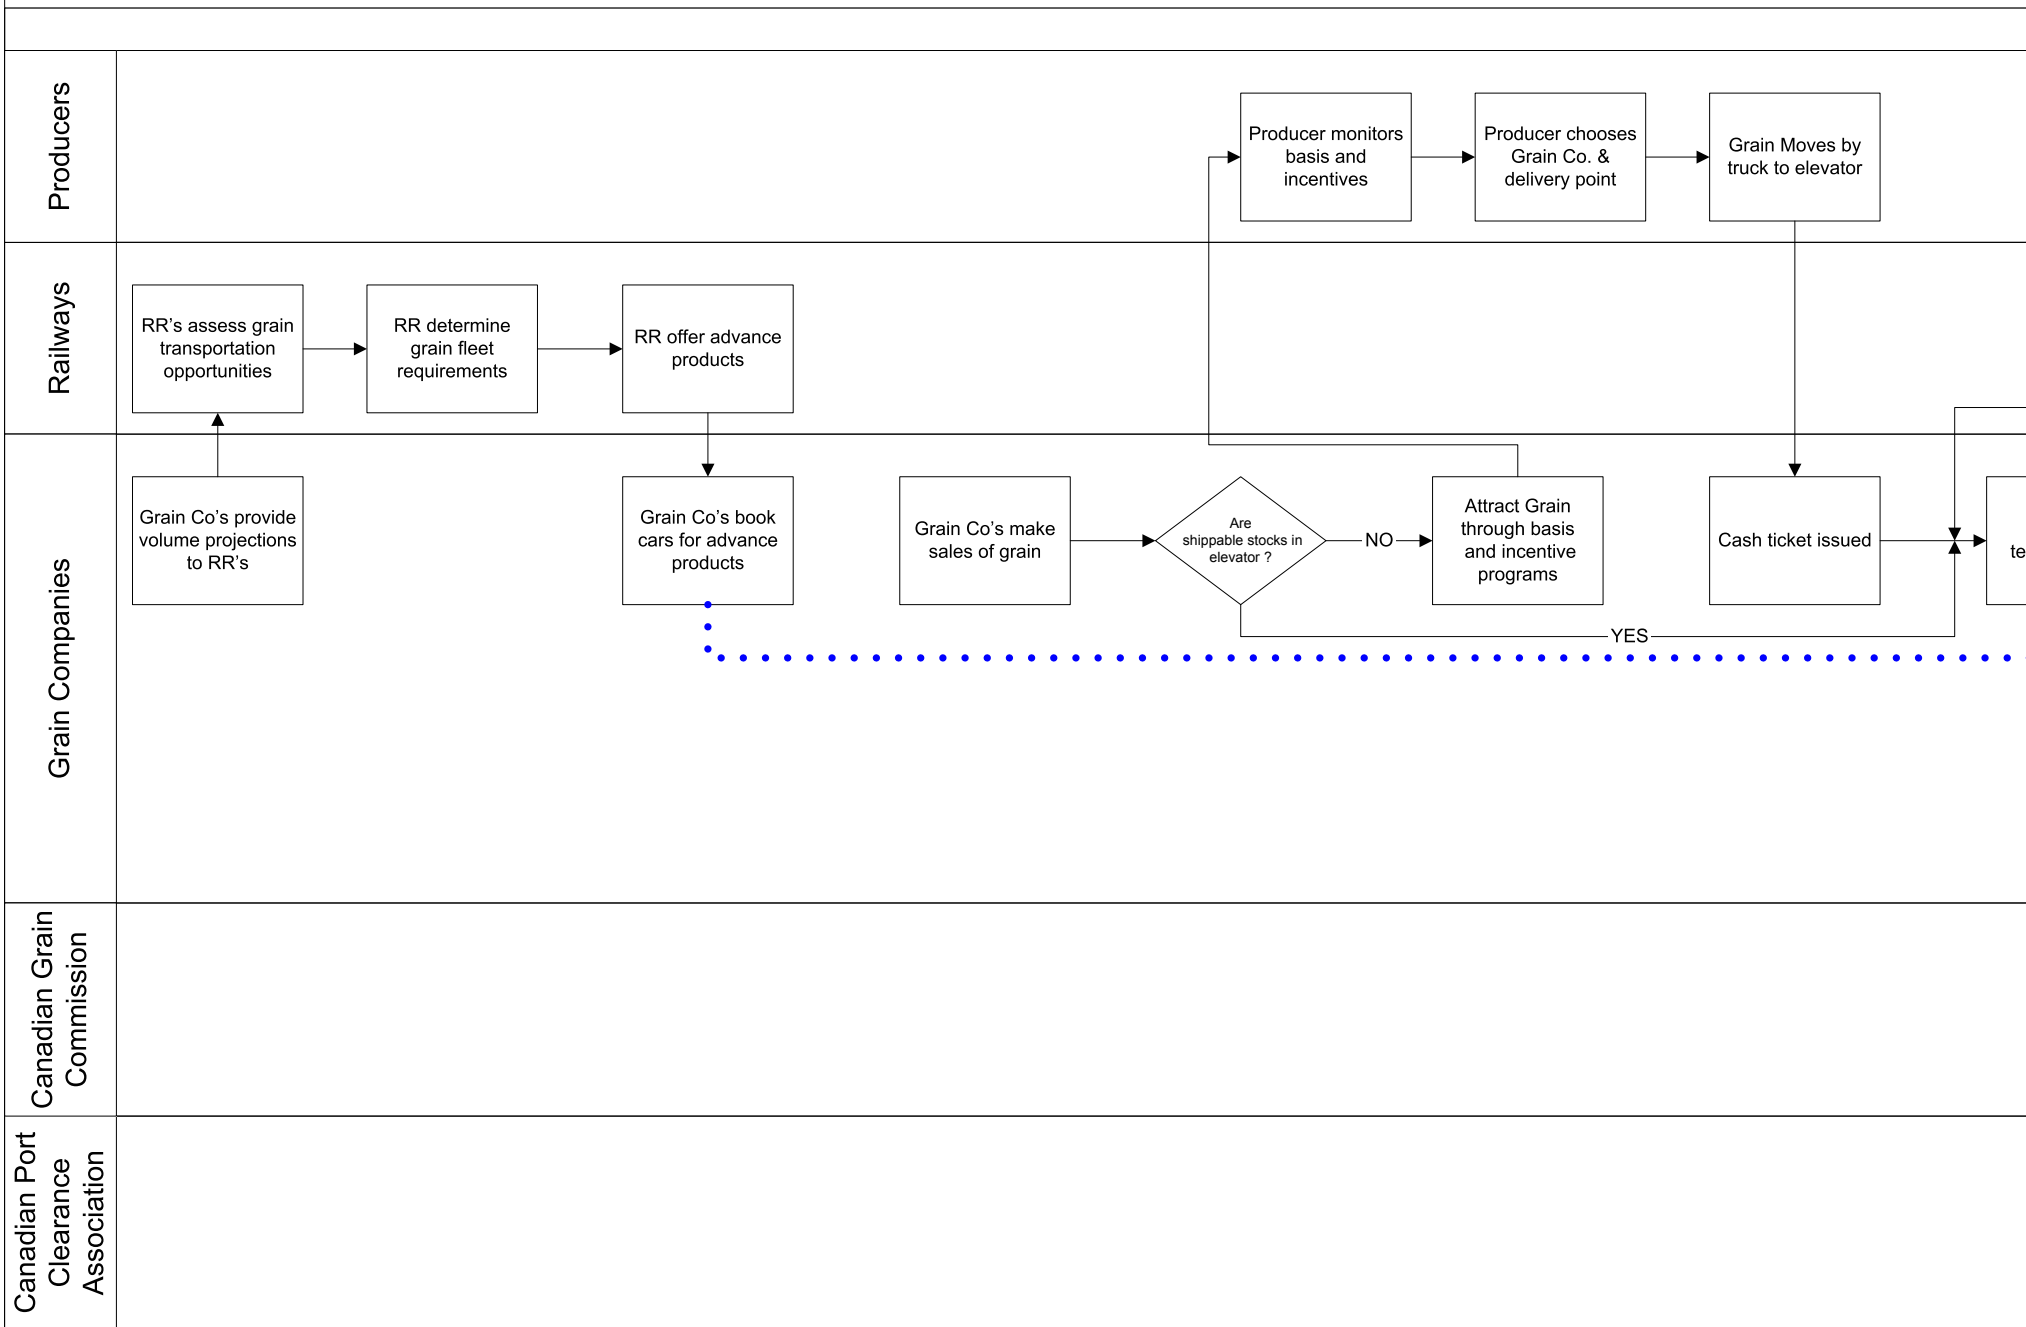 Producers
Producer monitors
basis and
incentives
Producer chooses
Grain Co. &
delivery point
Grain Moves by
truck to elevator
Railways
RR’s assess grain
transportation
opportunities
RR determine
grain fleet
requirements
RR offer advance
products
Grain Companies
Grain Co’s provide
volume projections
to RR’s
Grain Co’s book
cars for advance
products
Grain Co’s make
sales of grain
Are
shippable stocks in
elevator ?
NO
Attract Grain
through basis
and incentive
programs
Cash ticket issued
YES
Canadian Grain
Commission
Canadian Port
Clearance
Association